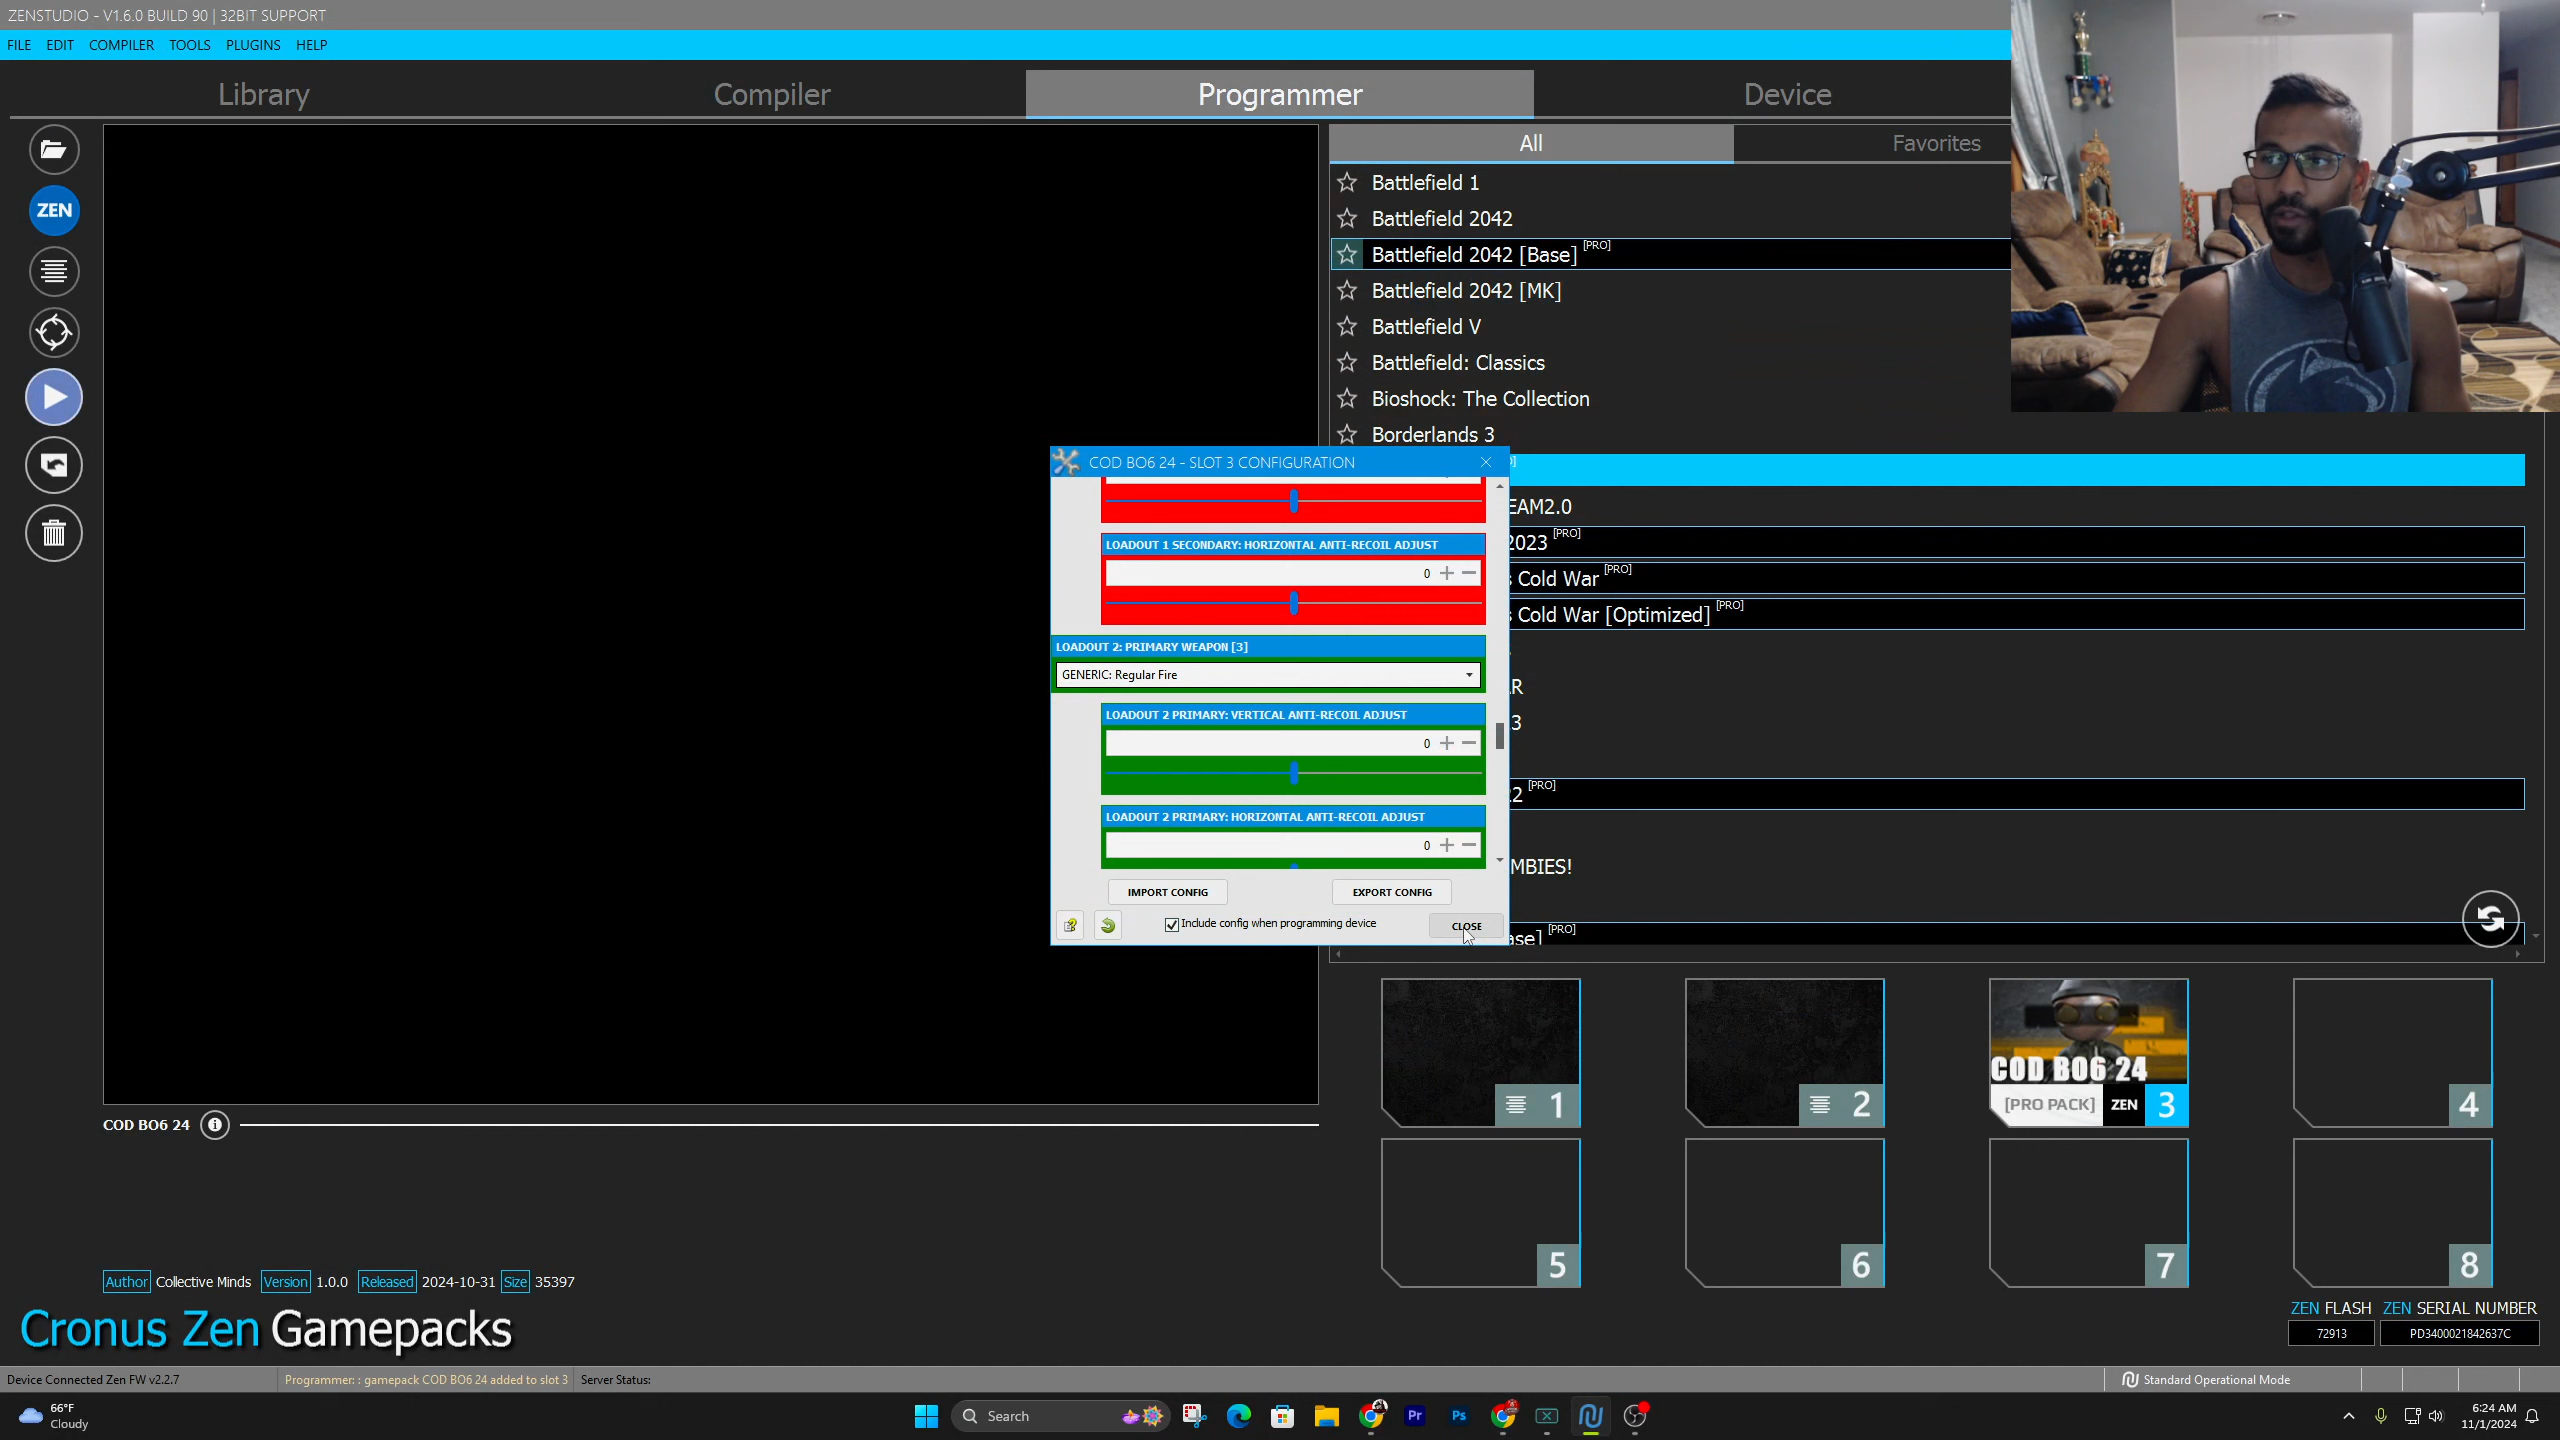 ZENSTUDIO - V1.6.0 BUILD 90 | 32BIT SUPPORT
FILE EDIT COMPILER TOOLS PLUGINS HELP
Library Compiler Programmer Device
All Favorites
ZEN
Battlefield 1
Battlefield 2042
Battlefield 2042 [Base] [PRO]
Battlefield 2042 [MK]
Battlefield V
Battlefield: Classics
Bioshock: The Collection
Borderlands 3
COD BO6 24 - SLOT 3 CONFIGURATION
EAM2.0
LOADOUT 1 SECONDARY: HORIZONTAL ANTI-RECOIL ADJUST
0
2023 [PRO]
s Cold War [PRO]
s Cold War [Optimized] [PRO]
LOADOUT 2: PRIMARY WEAPON [3]
GENERIC: Regular Fire
R
LOADOUT 2 PRIMARY: VERTICAL ANTI-RECOIL ADJUST
0
3
22 [PRO]
LOADOUT 2 PRIMARY: HORIZONTAL ANTI-RECOIL ADJUST
0
MBIES!
IMPORT CONFIG EXPORT CONFIG
Include config when programming device
CLOSE
ase] [PRO]
1 2
COD BO6 24
[PRO PACK] ZEN 3
4
COD BO6 24
5 6 7 8
Author Collective Minds Version 1.0.0 Released 2024-10-31 Size 35397
Cronus Zen Gamepacks
ZEN FLASH ZEN SERIAL NUMBER
72913 PD3400021842637C
Device Connected Zen FW v2.2.7 Programmer: : gamepack COD BO6 24 added to slot 3 Server Status:
Standard Operational Mode
66°F
Cloudy
Search
Pr Ps
6:24 AM
11/1/2024